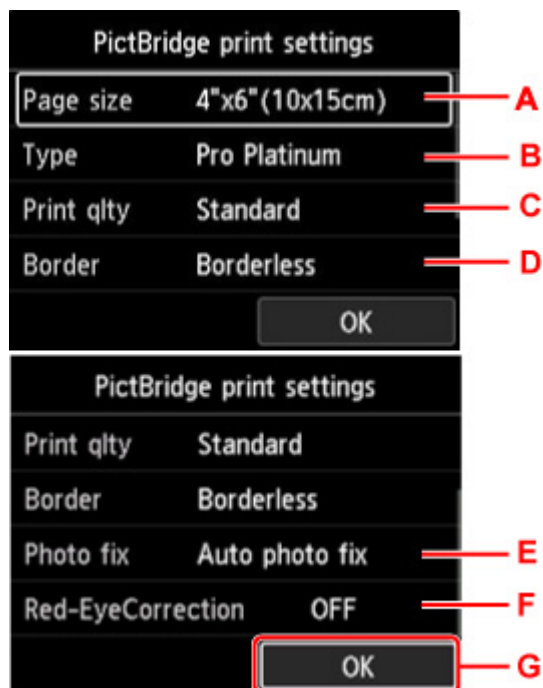 PictBridge print settings
Page size 4"x6"(10x15cm) A
Type Pro Platinum B
Print qlty Standard C
Border Borderless D
OK
PictBridge print settings
Print qlty Standard
Border Borderless
Photo fix Auto photo fix E
Red-EyeCorrection OFF F
OK G